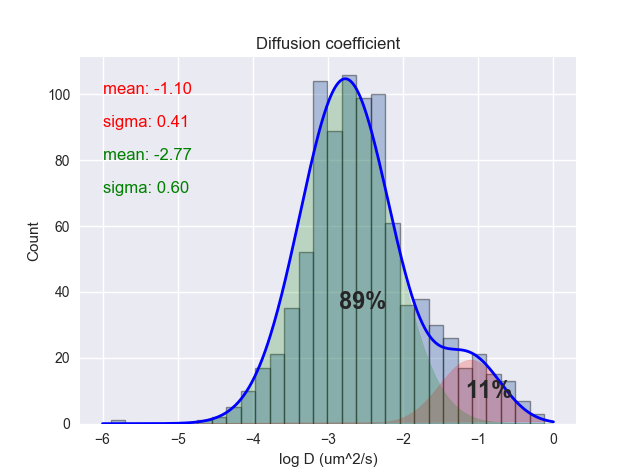 Diffusion coefficient
mean: -1.10
sigma: 0.41
mean: -2.77
sigma: 0.60
100
80
60
40
20
0
Count
89%
11%
−6
−5
−4
−3
−2
−1
0
log D (um^2/s)